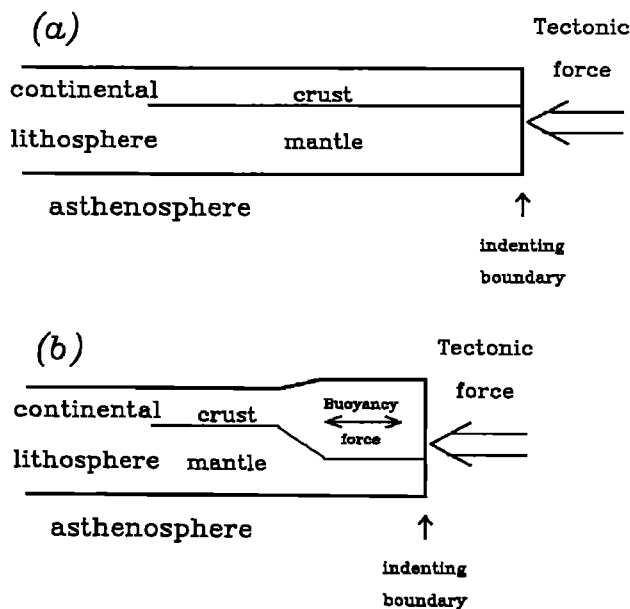 (a)
Tectonic
force
continental crust
lithosphere mantle
asthenosphere
indenting
boundary
(b)
Tectonic
force
Buoyancy
force
continental crust
lithosphere mantle
asthenosphere
indenting
boundary